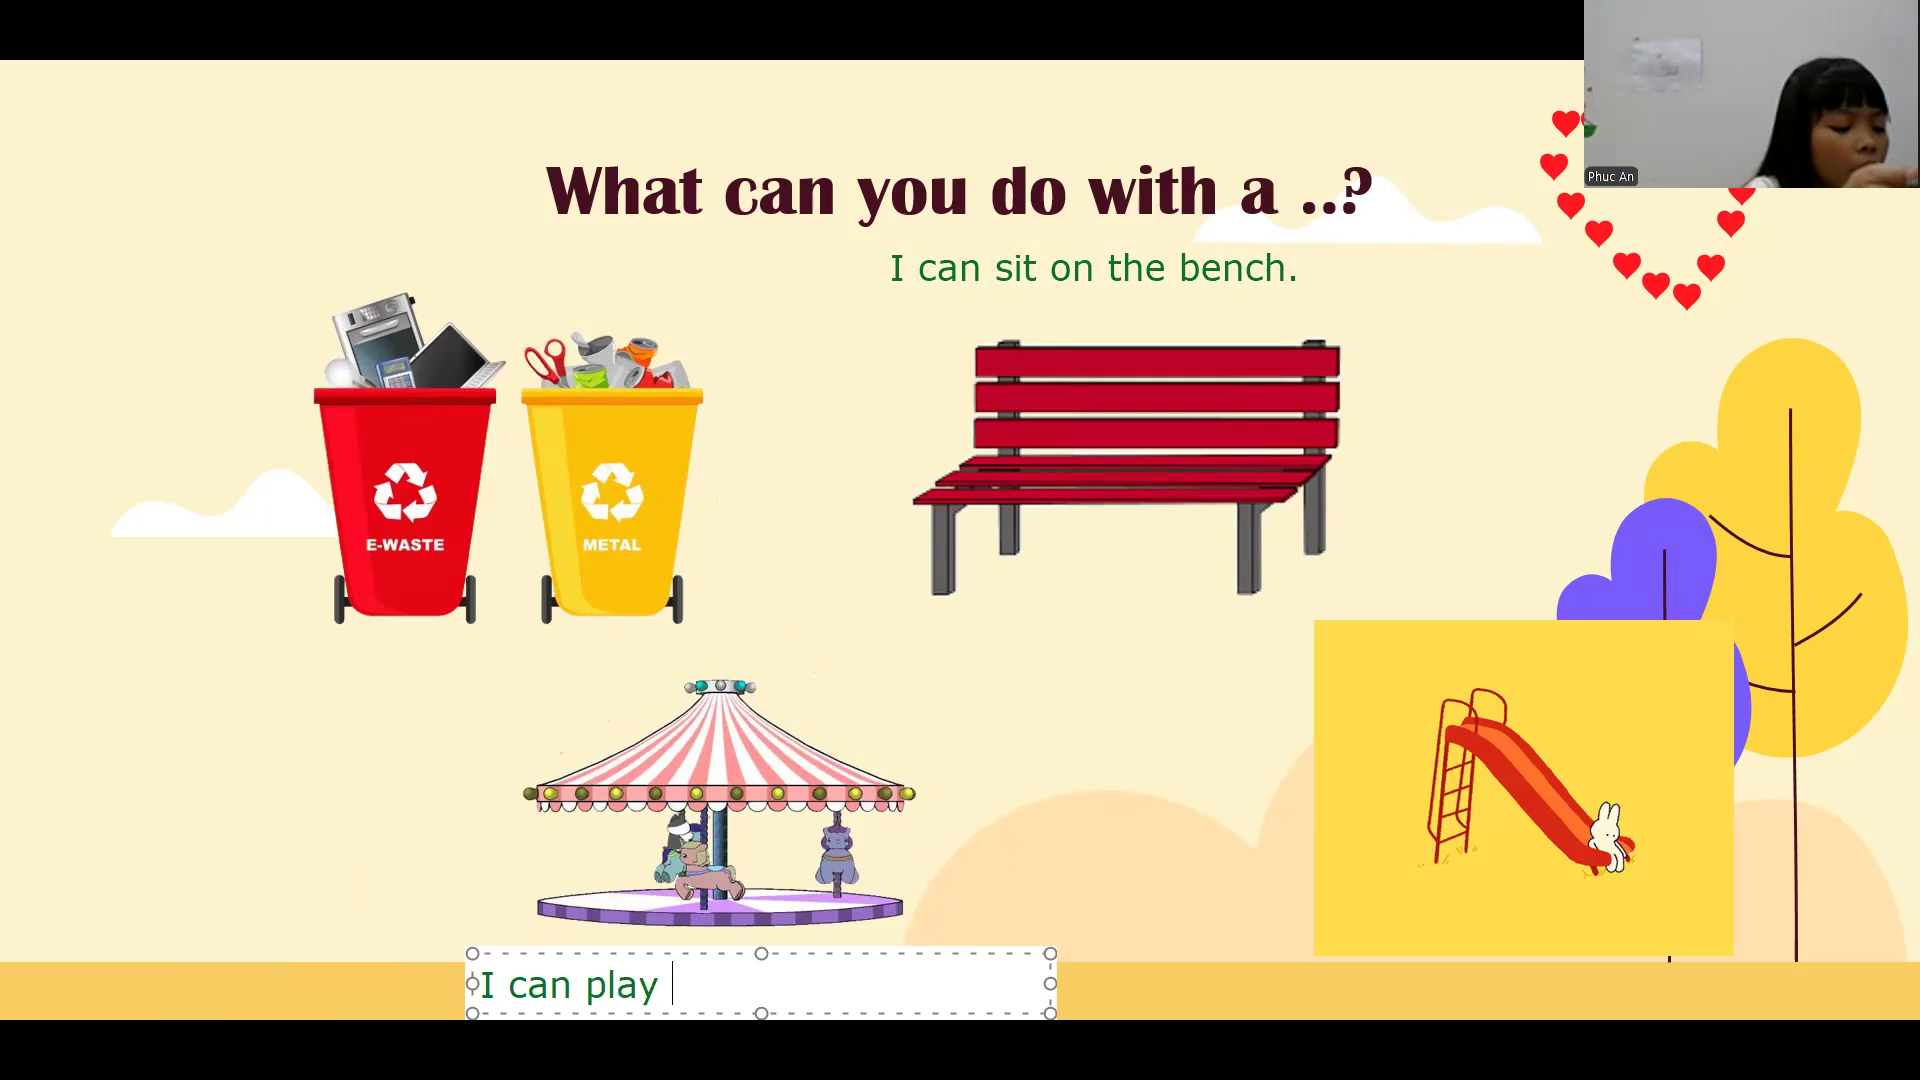 Phuc An
What can you do with a ..?
I can sit on the bench.
E-WASTE
METAL
I can play